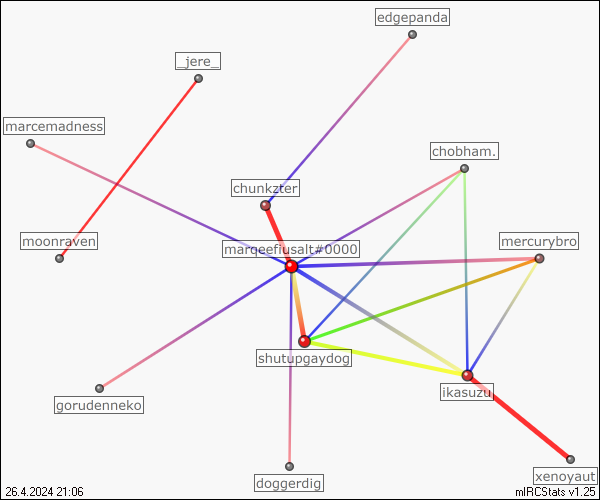 edgepanda
_jere_
marcemadness
chobham.
chunkzter
moonraven
marqeefiusalt#0000
mercurybro
shutupgaydog
ikasuzu
gorudenneko
doggerdig
xenoyaut
26.4.2024 21:06
mIRCStats v1.25